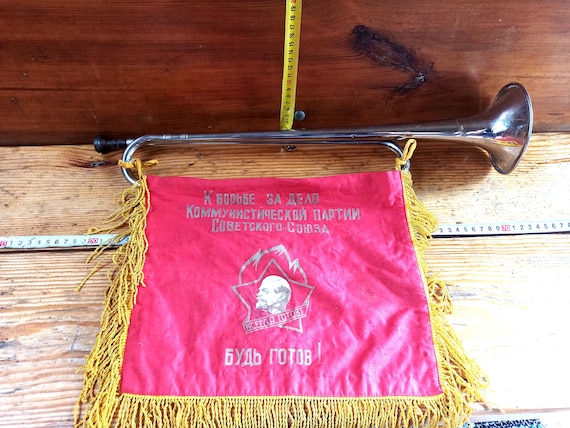 К БОРЬБЕ ЗА ДЕЛО
КОММУНИСТИЧЕСКОЙ ПАРТИИ
СОВЕТСКОГО СОЮЗА
ВСЕГДА ГОТОВ
БУДЬ ГОТОВ!